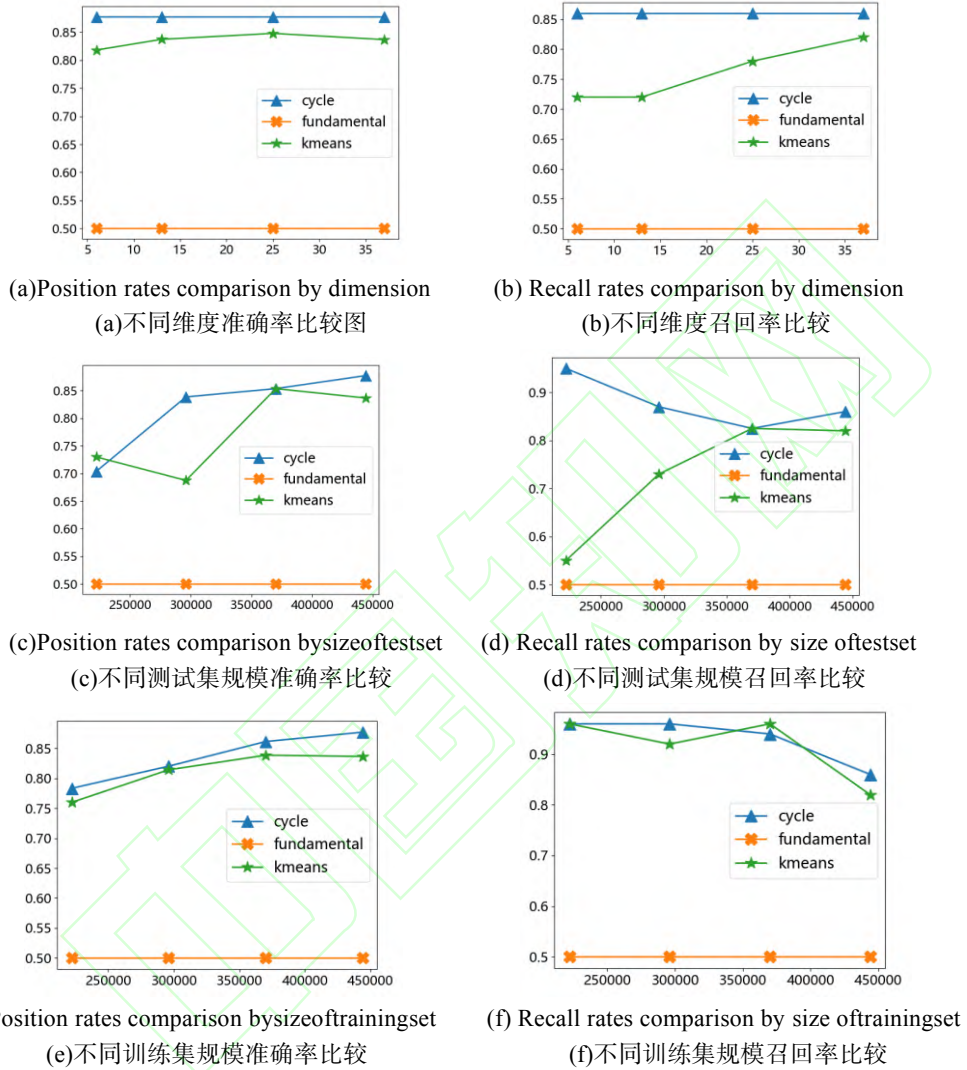 0.85
0.80
0.75
0.70
0.65
0.60
0.55
0.50
cycle
fundamental
kmeans
5 10 15 20 25 30 35
0.85
0.80
0.75
0.70
0.65
0.60
0.55
0.50
cycle
fundamental
kmeans
5 10 15 20 25 30 35
(a)Position rates comparison by dimension
(a)不同维度准确率比较图
(b) Recall rates comparison by dimension
(b)不同维度召回率比较
0.85
0.80
0.75
0.70
0.65
0.60
0.55
0.50
cycle
fundamental
kmeans
250000 300000 350000 400000 450000
0.9
0.8
0.7
0.6
0.5
cycle
fundamental
kmeans
250000 300000 350000 400000 450000
(c)Position rates comparison bysizeoftestset
(c)不同测试集规模准确率比较
(d) Recall rates comparison by size oftestset
(d)不同测试集规模召回率比较
0.85
0.80
0.75
0.70
0.65
0.60
0.55
0.50
cycle
fundamental
kmeans
250000 300000 350000 400000 450000
0.9
0.8
0.7
0.6
0.5
cycle
fundamental
kmeans
250000 300000 350000 400000 450000
osition rates comparison bysizeoftrainingset
(e)不同训练集规模准确率比较
(f) Recall rates comparison by size oftrainingset
(f)不同训练集规模召回率比较